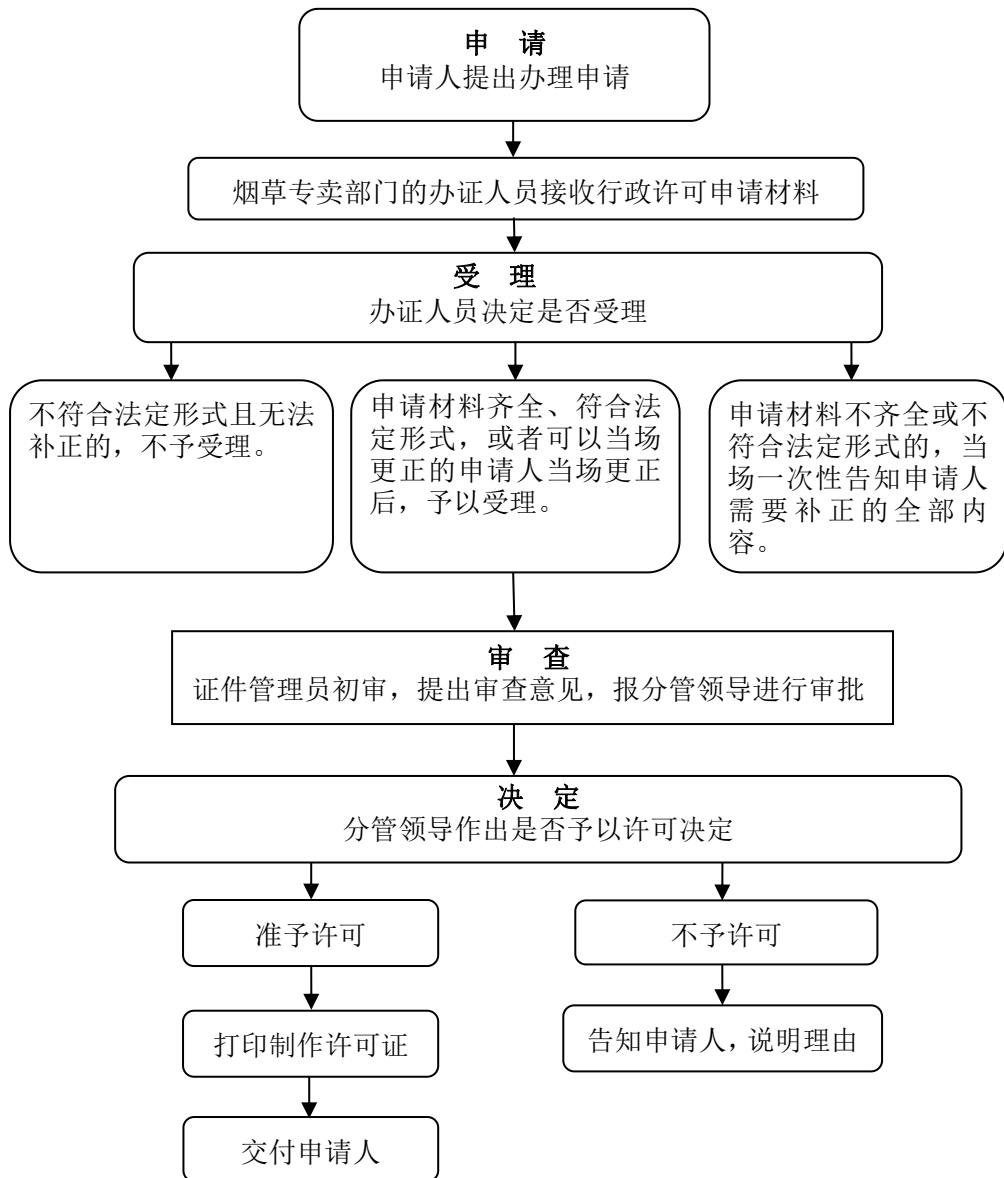 申 请
申请人提出办理申请
烟草专卖部门的办证人员接收行政许可申请材料
受 理
办证人员决定是否受理
不符合法定形式且无法
补正的，不予受理。
申请材料齐全、符合法
定形式，或者可以当场
更正的申请人当场更正
后，予以受理。
申请材料不齐全或不
符合法定形式的，当
场一次性告知申请人
需要补正的全部内
容。
审 查
证件管理员初审，提出审查意见，报分管领导进行审批
决 定
分管领导作出是否予以许可决定
准予许可
不予许可
打印制作许可证
告知申请人，说明理由
交付申请人